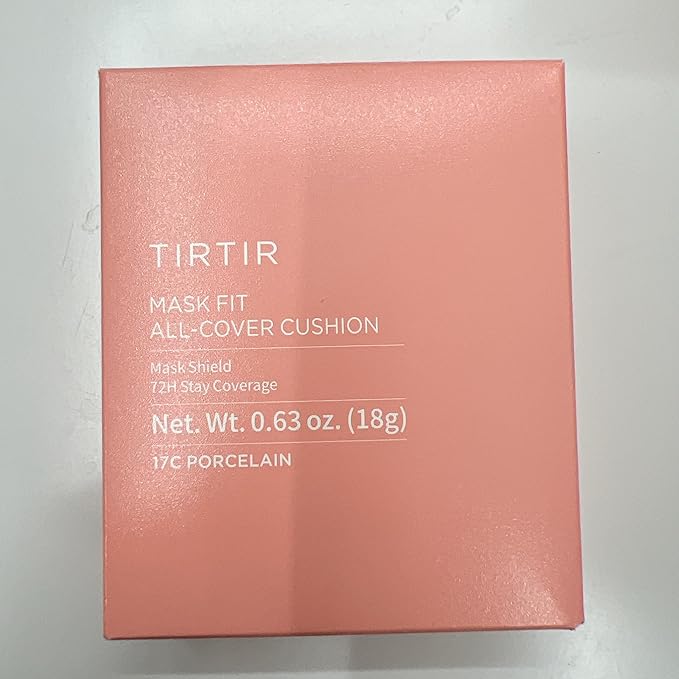 TIRTIR
MASK FIT
ALL-COVER CUSHION
Mask Shield
72H Stay Coverage
Net. Wt. 0.63 oz. (18g)
17C PORCELAIN